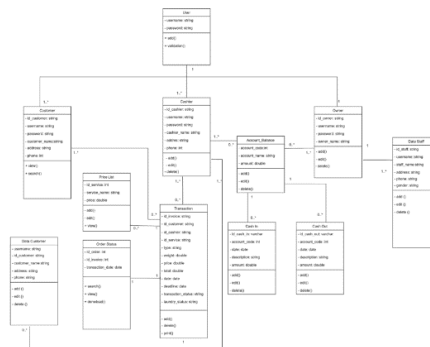 User
- username: string
- password: string
+ add()
+ validation()
Customer
- id_customer: string
- username: string
- password: string
- customer_name: string
- address: string
- phone: int
+ view()
+ search()
Cashier
- id_cashier: string
- username: string
- password: string
- cashier_name: string
- address: string
- phone: int
- add()
- edit()
- delete()
Owner
- id_owner: string
- username: string
- password: string
- owner_name: string
- add()
- edit()
- delete()
Account_Balance
- account_name: string
- amount: double
- add()
- edit()
- delete()
Data Staff
- id_staff: string
- username: string
- staff_name: string
- address: string
- phone: string
- gender: string
- add ()
- edit ()
- delete ()
Price List
- id_service: int
- service_name: string
- price: double
- add()
- edit()
+ view()
Transaction
- id_invoice: string
- id_customer: string
- id_cashier: string
- id_service: string
- type: string
- weight: double
- price: double
- total: double
- date: date
- deadline: date
- transaction_status: string
- add()
- delete()
- print()
Order Status
- id_order: int
- id_invoice: int
- transaction_date: date
+ search()
+ view()
Data Customer
- username: string
- id_customer: string
- customer_name: string
- address: string
- phone: string
- add ()
- edit ()
- delete ()
Cash In
- account_code: int
- date: date
- description: string
- amount: double
- add()
- edit()
- delete()
Cash Out
- account_code: int
- date: date
- description: string
- amount: double
- add()
- edit()
- delete()